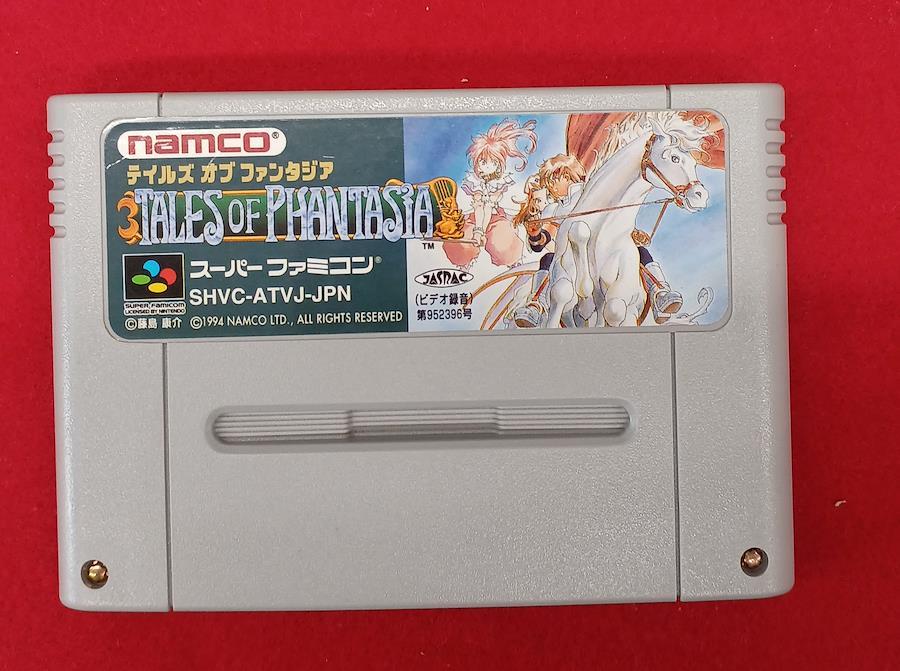 namco®
テイルズ オブ ファンタジア
TALES OF PHANTASIA
TM
スーパーファミコン®
SHVC-ATVJ-JPN
SUPER FAMICOM
LICENSED BY NINTENDO
©藤島 康介 ©1994 NAMCO LTD., ALL RIGHTS RESERVED
JASRAC
(ビデオ録音)
第952396号